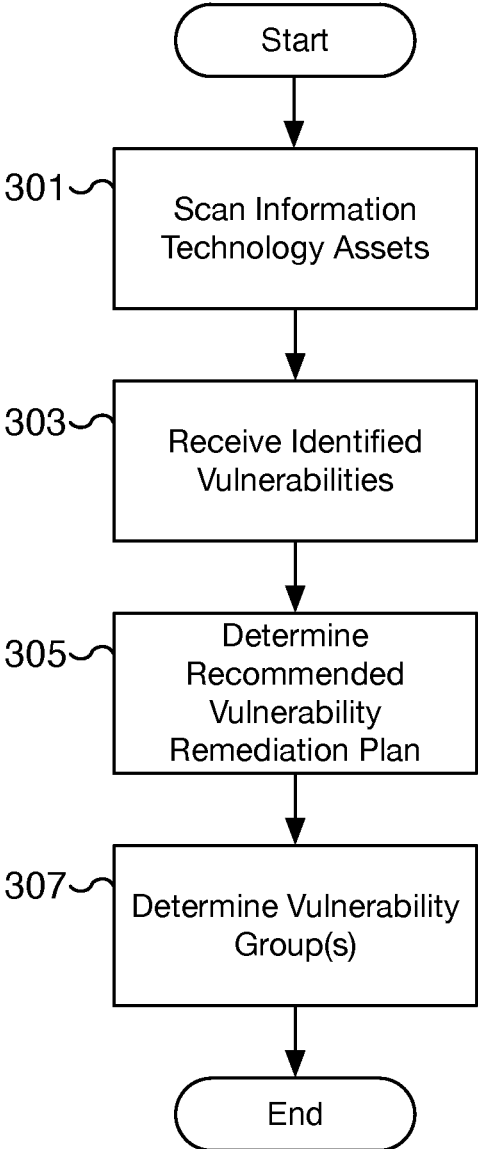 Start
301
Scan Information
Technology Assets
303
Receive Identified
Vulnerabilities
305
Determine
Recommended
Vulnerability
Remediation Plan
307
Determine Vulnerability
Group(s)
End